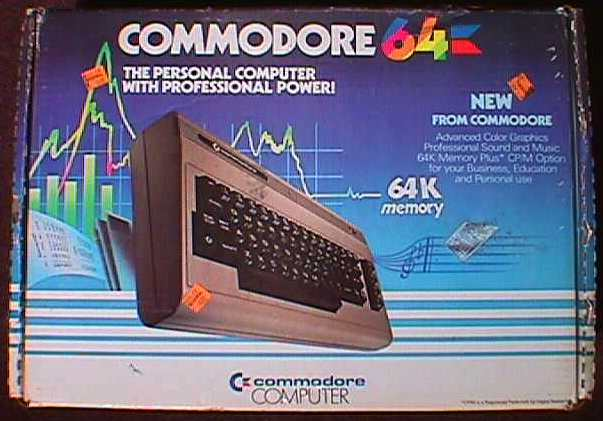 COMMODORE 64
THE PERSONAL COMPUTER
WITH PROFESSIONAL POWER!
NEW
FROM COMMODORE
Advanced Color Graphics
Professional Sound and Music
64K Memory Plus* CP/M Option
for your Business, Education
and Personal use
64K
memory
commodore
COMPUTER